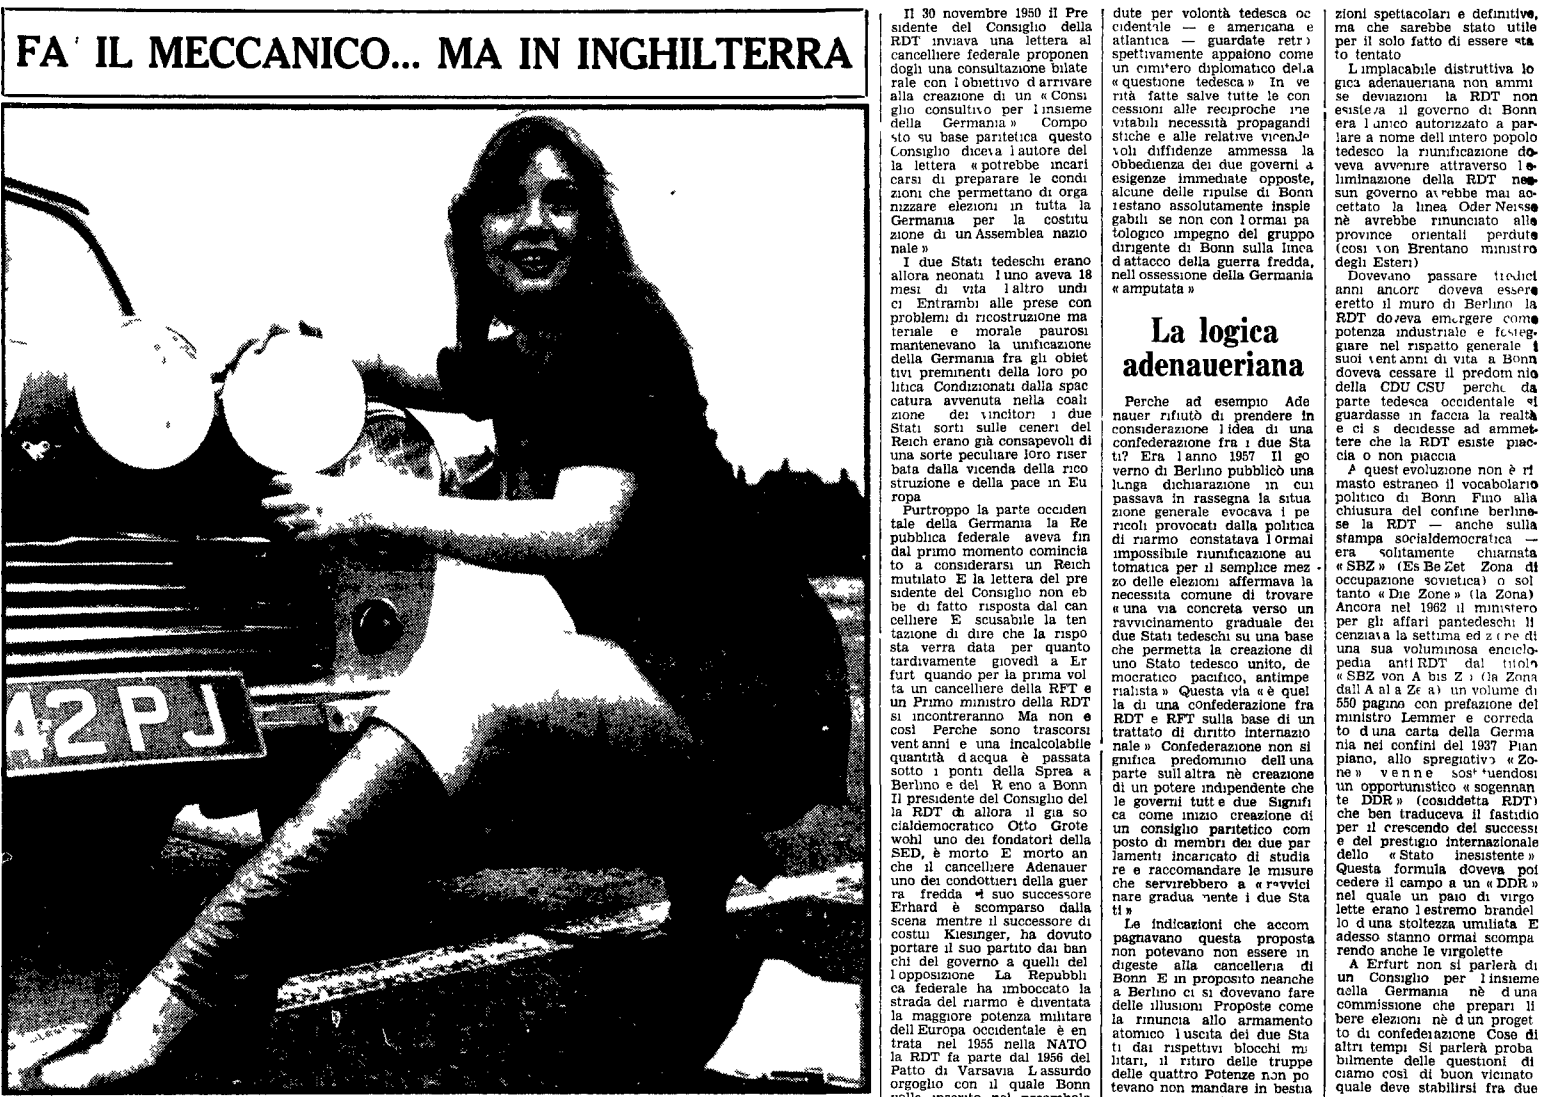 FA' IL MECCANICO... MA IN INGHILTERRA
42 PJ
Il 30 novembre 1950 il Pre
sidente del Consiglio della
RDT inviava una lettera al
cancelliere federale proponen
dogli una consultazione bilate
rale con l obiettivo d arrivare
alla creazione di un « Consi
glio consultivo per l insieme
della Germania » Compo
sto su base paritetica questo
Consiglio diceva l autore del
la lettera « potrebbe incari
carsi di preparare le condi
zioni che permettano di orga
nizzare elezioni in tutta la
Germania per la costitu
zione di un Assemblea nazio
nale »
I due Stati tedeschi erano
allora neonati l uno aveva 18
mesi di vita l altro undi
ci Entrambi alle prese con
problemi di ricostruzione ma
teriale e morale paurosi
mantenevano la unificazione
della Germania fra gli obiet
tivi preminenti della loro po
litica Condizionati dalla spac
catura avvenuta nella coali
zione dei vincitori i due
Stati sorti sulle ceneri del
Reich erano già consapevoli di
una sorte peculiare loro riser
bata dalla vicenda della rico
struzione e della pace in Eu
ropa
Purtroppo la parte occiden
tale della Germania la Re
pubblica federale aveva fin
dal primo momento comincia
to a considerarsi un Reich
mutilato E la lettera del pre
sidente del Consiglio non eb
be di fatto risposta dal can
celliere E scusabile la ten
tazione di dire che la rispo
sta verra data per quanto
tardivamente giovedì a Er
furt quando per la prima vol
ta un cancelliere della RFT e
un Primo ministro della RDT
si incontreranno Ma non e
così Perche sono trascorsi
vent anni e una incalcolabile
quantità d acqua è passata
sotto i ponti della Sprea a
Berlino e del R eno a Bonn
Il presidente del Consiglio del
la RDT di allora il gia so
cialdemocratico Otto Grote
wohl uno dei fondatori della
SED, è morto E morto an
che il cancelliere Adenauer
uno dei condottieri della guer
ra fredda il suo successore
Erhard è scomparso dalla
scena mentre il successore di
costui Kiesinger, ha dovuto
portare il suo partito dai ban
chi del governo a quelli del
l opposizione La Repubbli
ca federale ha imboccato la
strada del riarmo è diventata
la maggiore potenza militare
dell Europa occidentale è en
trata nel 1955 nella NATO
la RDT fa parte dal 1956 del
Patto di Varsavia L assurdo
orgoglio con il quale Bonn
dute per volontà tedesca oc
cidentale — e americana e
atlantica — guardate retro
spettivamente appaiono come
un cimitero diplomatico della
« questione tedesca » In ve
rità fatte salve tutte le con
cessioni alle reciproche ine
vitabili necessità propagandi
stiche e alle relative vicende
voli diffidenze ammessa la
obbedienza dei due governi a
esigenze immediate opposte,
alcune delle ripulse di Bonn
restano assolutamente inspie
gabili se non con l ormai pa
tologico impegno del gruppo
dirigente di Bonn sulla linea
d attacco della guerra fredda,
nell ossessione della Germania
« amputata »
La logica
adenaueriana
Perche ad esempio Ade
nauer rifiutò di prendere in
considerazione l idea di una
confederazione fra i due Sta
ti? Era l anno 1957 Il go
verno di Berlino pubblicò una
lunga dichiarazione in cui
passava in rassegna la situa
zione generale evocava i pe
ricoli provocati dalla politica
di riarmo constatava l ormai
impossibile riunificazione au
tomatica per il semplice mez
zo delle elezioni affermava la
necessita comune di trovare
« una via concreta verso un
ravvicinamento graduale dei
due Stati tedeschi su una base
che permetta la creazione di
uno Stato tedesco unito, de
mocratico pacifico, antimpe
rialista » Questa via « è quel
la di una confederazione fra
RDT e RFT sulla base di un
trattato di diritto internazio
nale » Confederazione non si
gnifica predominio dell una
parte sull altra nè creazione
di un potere indipendente che
le governi tutt e due Signifi
ca come inizio creazione di
un consiglio paritetico com
posto di membri dei due par
lamenti incaricato di studia
re e raccomandare le misure
che servirebbero a « ravvici
nare gradua mente i due Sta
ti »
Le indicazioni che accom
pagnavano questa proposta
non potevano non essere in
digeste alla cancelleria di
Bonn E in proposito neanche
a Berlino ci si dovevano fare
delle illusioni Proposte come
la rinuncia allo armamento
atomico l uscita dei due Sta
ti dai rispettivi blocchi mi
litari, il ritiro delle truppe
delle quattro Potenze non po
tevano non mandare in bestia
zioni spettacolari e definitive,
ma che sarebbe stato utile
per il solo fatto di essere sta
to tentato
L implacabile distruttiva lo
gica adenaueriana non ammi
se deviazioni la RDT non
esisteva il governo di Bonn
era l unico autorizzato a par-
lare a nome dell intero popolo
tedesco la riunificazione do-
veva avvenire attraverso l e-
liminazione della RDT nes-
sun governo avrebbe mai ac-
cettato la linea Oder Neisse
nè avrebbe rinunciato alle
province orientali perdute
(così von Brentano ministro
degli Esteri)
Dovevano passare tredici
anni ancora doveva essere
eretto il muro di Berlino la
RDT doveva emergere come
potenza industriale e festeg-
giare nel rispetto generale i
suoi vent anni di vita a Bonn
doveva cessare il predom nio
della CDU CSU perche da
parte tedesca occidentale si
guardasse in faccia la realtà
e ci s decidesse ad ammet-
tere che la RDT esiste piac-
cia o non piaccia
A quest evoluzione non è ri
masto estraneo il vocabolario
politico di Bonn Fino alla
chiusura del confine berline-
se la RDT — anche sulla
stampa socialdemocratica —
era solitamente chiamata
« SBZ » (Es Be Zet Zona di
occupazione sovietica) o sol
tanto « Die Zone » (la Zona)
Ancora nel 1962 il ministero
per gli affari pantedeschi li
cenziava la settima ed z one di
una sua voluminosa enciclo-
pedia anti RDT dal titolo
« SBZ von A bis Z » (la Zona
dall A al a Ze a) un volume di
550 pagine con prefazione del
ministro Lemmer e correda
to d una carta della Germa
nia nei confini del 1937 Pian
piano, allo spregiativo « Zo-
ne » venne sost tuendosi
un opportunistico « sogennan
te DDR » (cosiddetta RDT)
che ben traduceva il fastidio
per il crescendo dei successi
e del prestigio internazionale
dello « Stato inesistente »
Questa formula doveva poi
cedere il campo a un « DDR »
nel quale un paio di virgo
lette erano l estremo brandel
lo d una stoltezza umiliata E
adesso stanno ormai scompa
rendo anche le virgolette
A Erfurt non si parlerà di
un Consiglio per l insieme
della Germania nè d una
commissione che prepari li
bere elezioni nè d un proget
to di confederazione Cose di
altri tempi Si parlerà proba
bilmente delle questioni di
ciamo così di buon vicinato
quale deve stabilirsi fra due